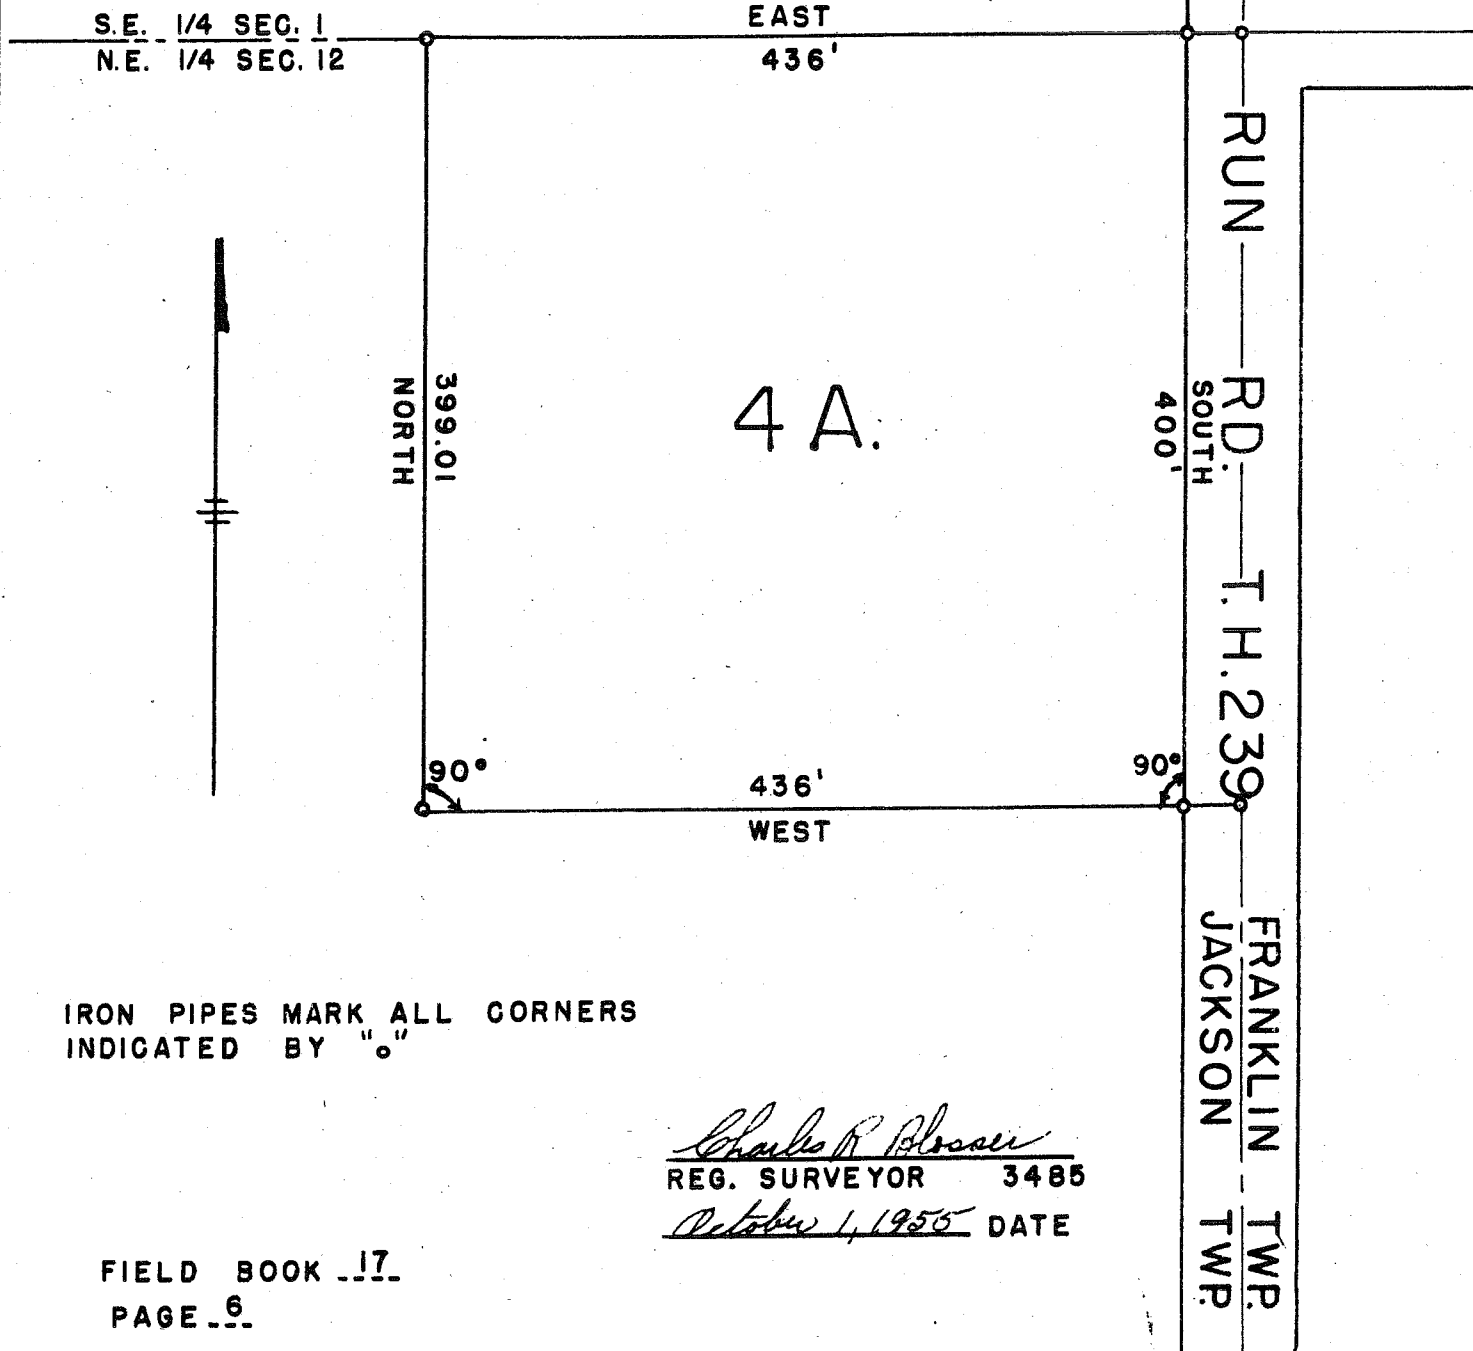 S.E. 1/4 SEC. 1
N.E. 1/4 SEC. 12
EAST
436'
RUN RD. T.H.239
399.01
NORTH
4 A.
SOUTH
400'
90°
90°
436'
WEST
FRANKLIN TWP.
JACKSON TWP.
IRON PIPES MARK ALL CORNERS
INDICATED BY "o"
Charles R Blosser
REG. SURVEYOR 3485
October 1, 1955 DATE
FIELD BOOK 17
PAGE 6